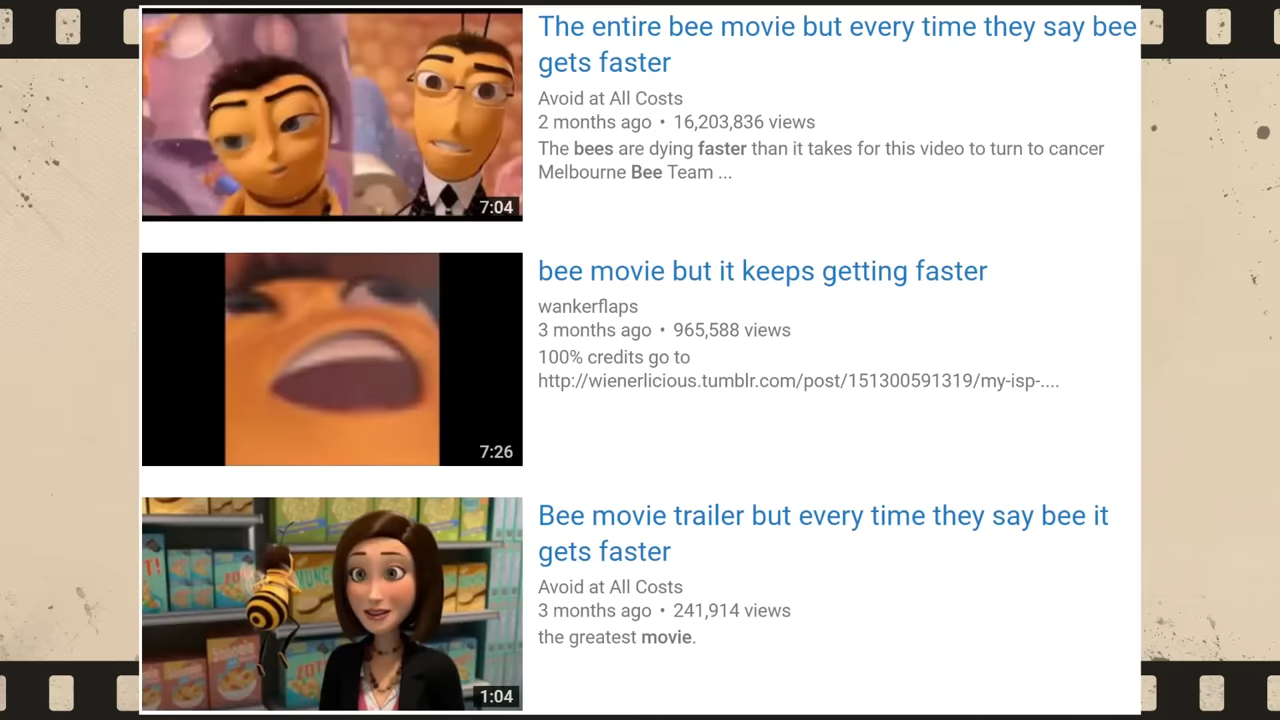 The entire bee movie but every time they say bee
gets faster
Avoid at All Costs
2 months ago • 16,203,836 views
The bees are dying faster than it takes for this video to turn to cancer
Melbourne Bee Team ...
7:04
bee movie but it keeps getting faster
wankerflaps
3 months ago • 965,588 views
100% credits go to
http://wienerlicious.tumblr.com/post/151300591319/my-isp-....
7:26
Bee movie trailer but every time they say bee it
gets faster
Avoid at All Costs
3 months ago • 241,914 views
the greatest movie.
1:04